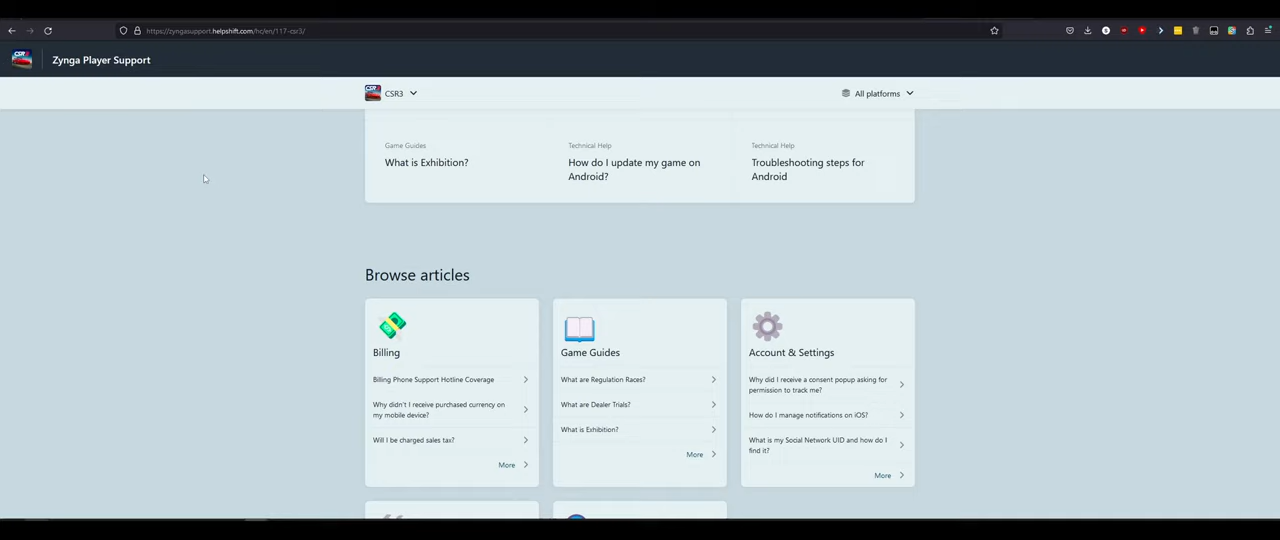 https://zyngasupport.helpshift.com/hc/en/117-csr3/
Zynga Player Support
CSR3
All platforms
Game Guides
What is Exhibition?
Technical Help
How do I update my game on
Android?
Technical Help
Troubleshooting steps for
Android
Browse articles
Billing
Billing Phone Support Hotline Coverage
Why didn't I receive purchased currency on
my mobile device?
Will I be charged sales tax?
More
Game Guides
What are Regulation Races?
What are Dealer Trials?
What is Exhibition?
More
Account & Settings
Why did I receive a consent popup asking for
permission to track me?
How do I manage notifications on iOS?
What is my Social Network UID and how do I
find it?
More